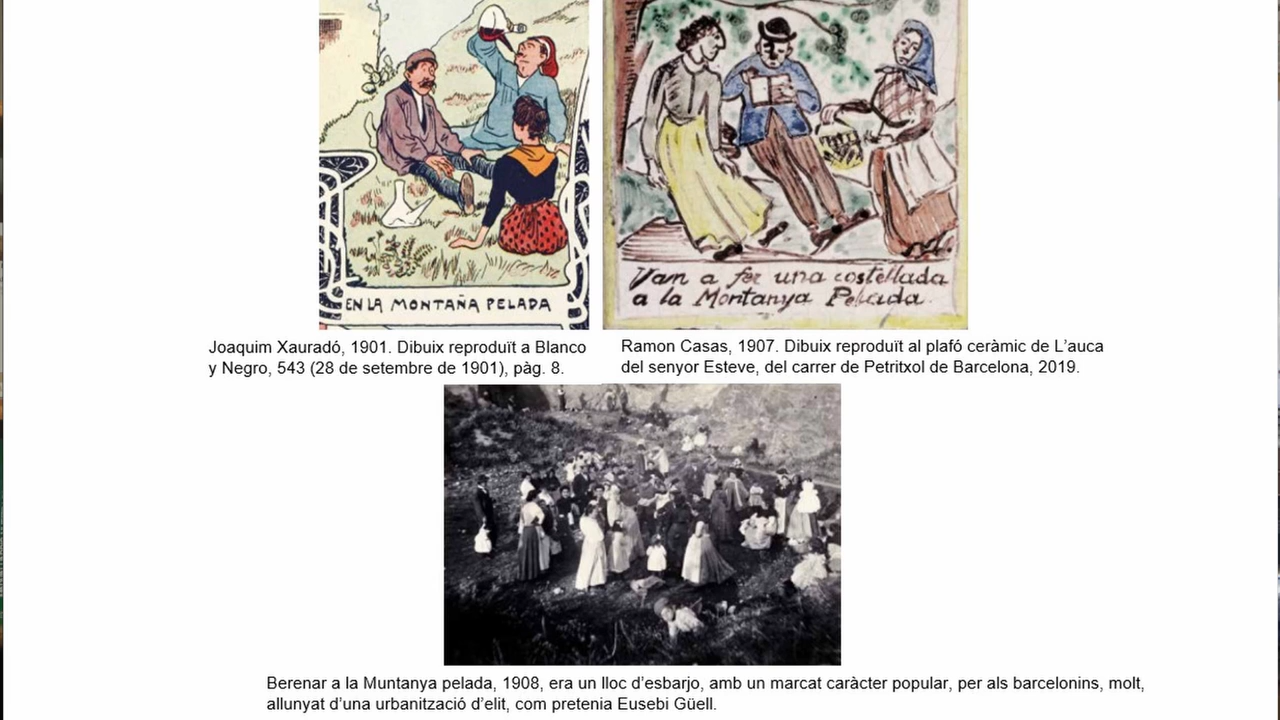 EN LA MONTAÑA PELADA
Van a fer una costellada
a la Montanya Pelada.
Joaquim Xauradó, 1901. Dibuix reproduït a Blanco
y Negro, 543 (28 de setembre de 1901), pàg. 8.
Ramon Casas, 1907. Dibuix reproduït al plafó ceràmic de L’auca
del senyor Esteve, del carrer de Petritxol de Barcelona, 2019.
Berenar a la Muntanya pelada, 1908, era un lloc d’esbarjo, amb un marcat caràcter popular, per als barcelonins, molt,
allunyat d’una urbanització d’elit, com pretenia Eusebi Güell.